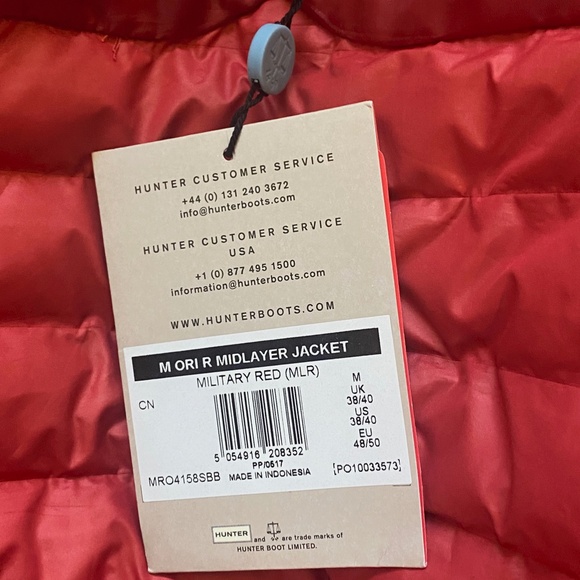 HUNTER CUSTOMER SERVICE
+44 (0) 131 240 3672
info@hunterboots.com
HUNTER CUSTOMER SERVICE
USA
+1 (0) 877 495 1500
information@hunterboots.com
WWW.HUNTERBOOTS.COM
M ORI R MIDLAYER JACKET
MILITARY RED (MLR)
CN
M
UK
38/40
US
38/40
EU
48/50
5 054916 208352
PP/0517
MRO4158SBB MADE IN INDONESIA [PO10033573]
HUNTER and are trade marks of
HUNTER BOOT LIMITED.